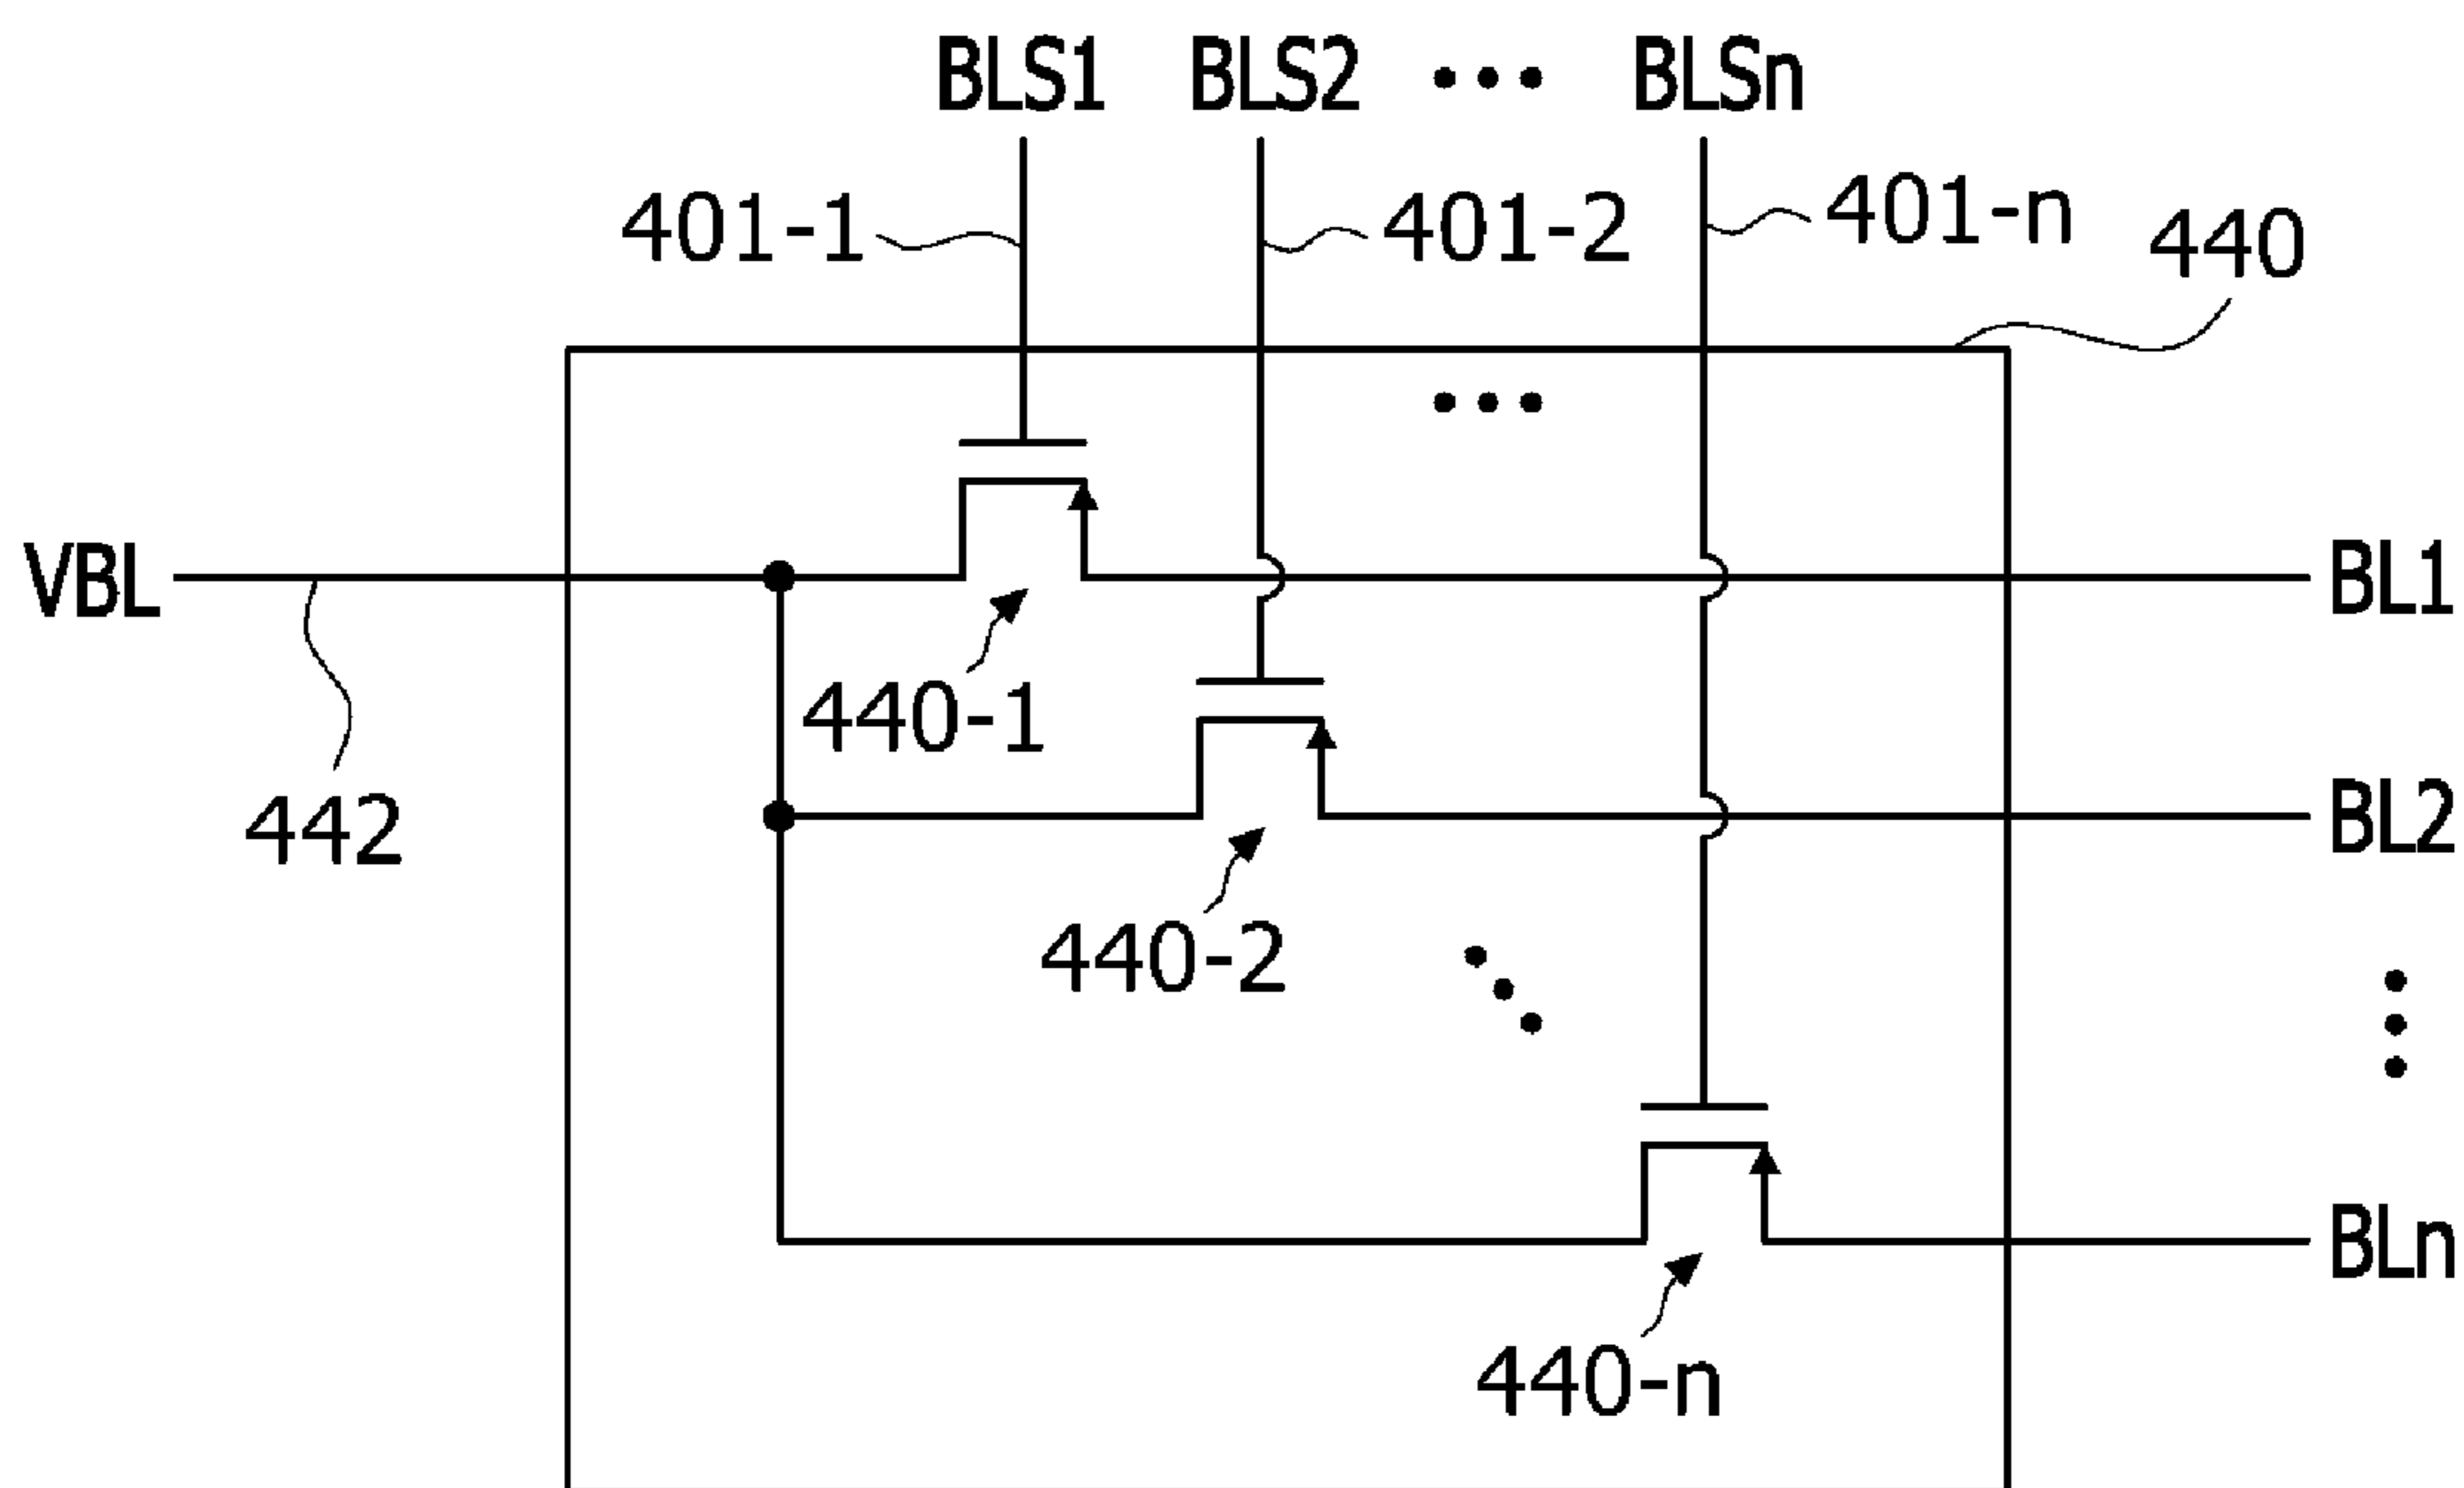 BLS1 BLS2 ••• BLSn
401-1 401-2 401-n 440
•••
VBL BL1
440-1
442 BL2
440-2
440-n BLn